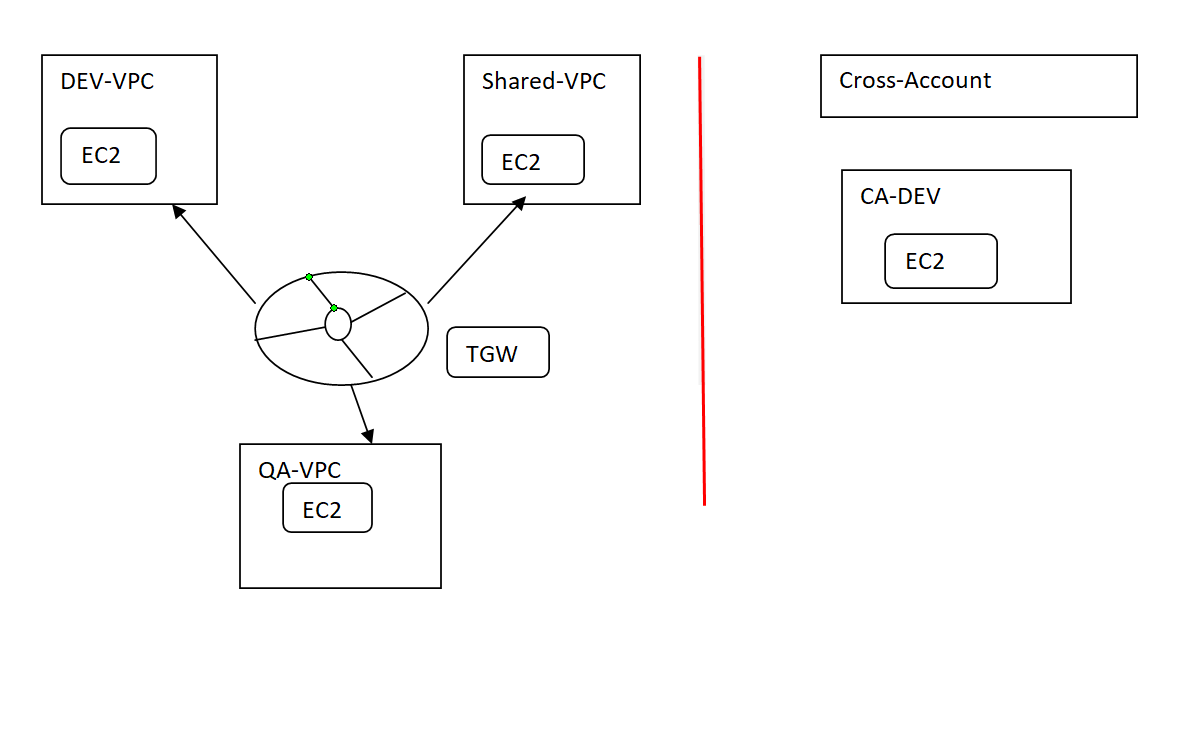 DEV-VPC
EC2
Shared-VPC
EC2
TGW
QA-VPC
EC2
Cross-Account
CA-DEV
EC2